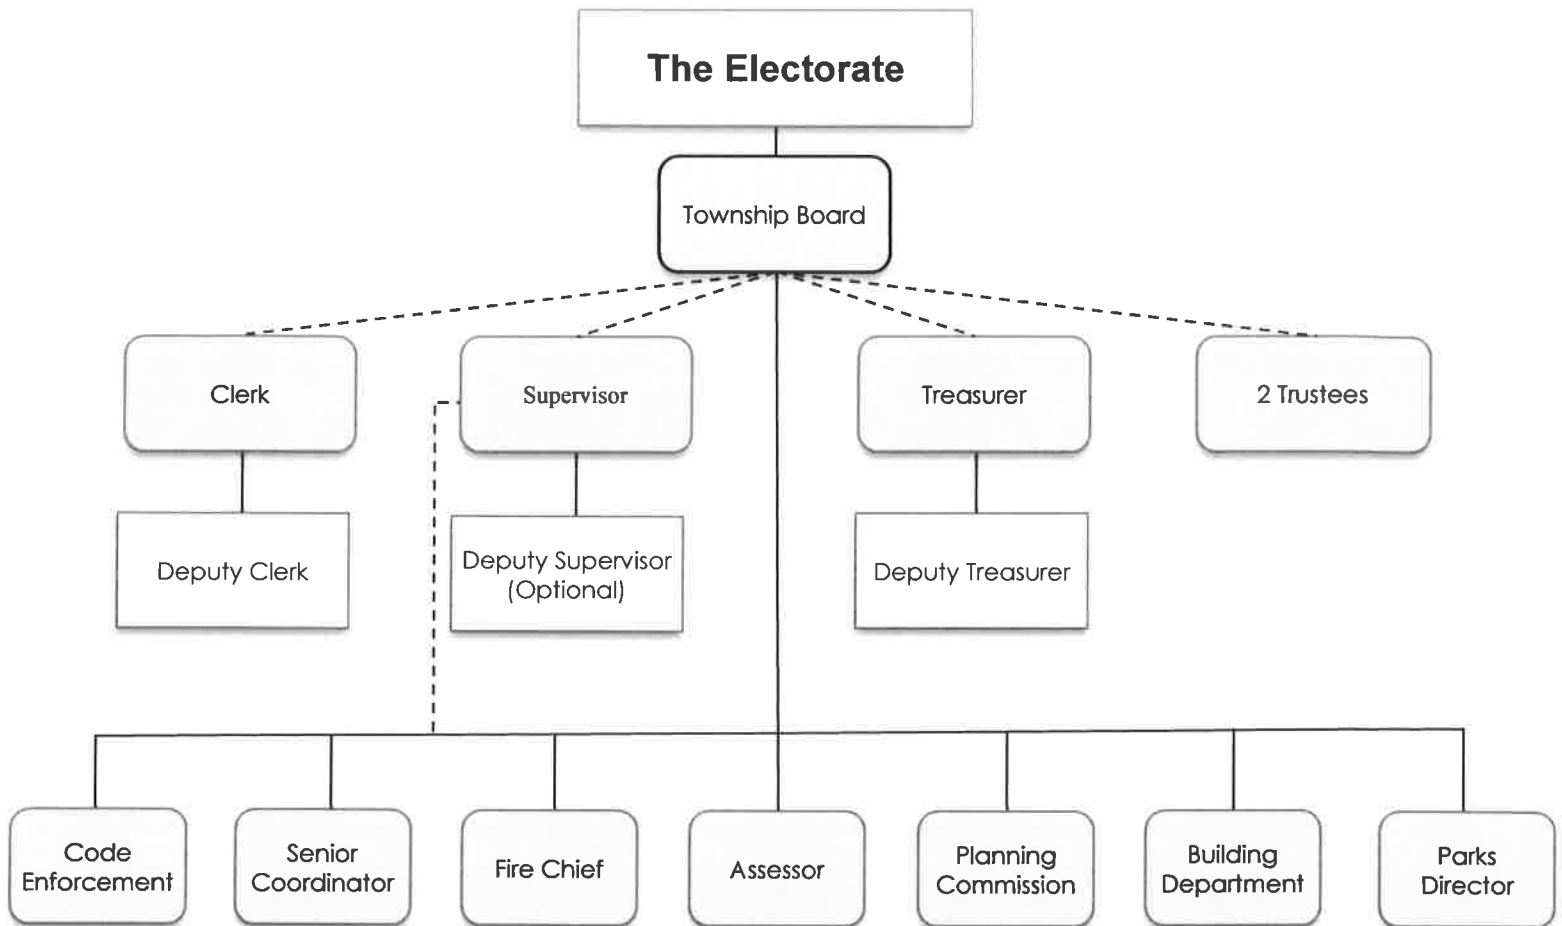 The Electorate
Township Board
Clerk
Supervisor
Treasurer
2 Trustees
Deputy Clerk
Deputy Supervisor
(Optional)
Deputy Treasurer
Code
Enforcement
Senior
Coordinator
Fire Chief
Assessor
Planning
Commission
Building
Department
Parks
Director